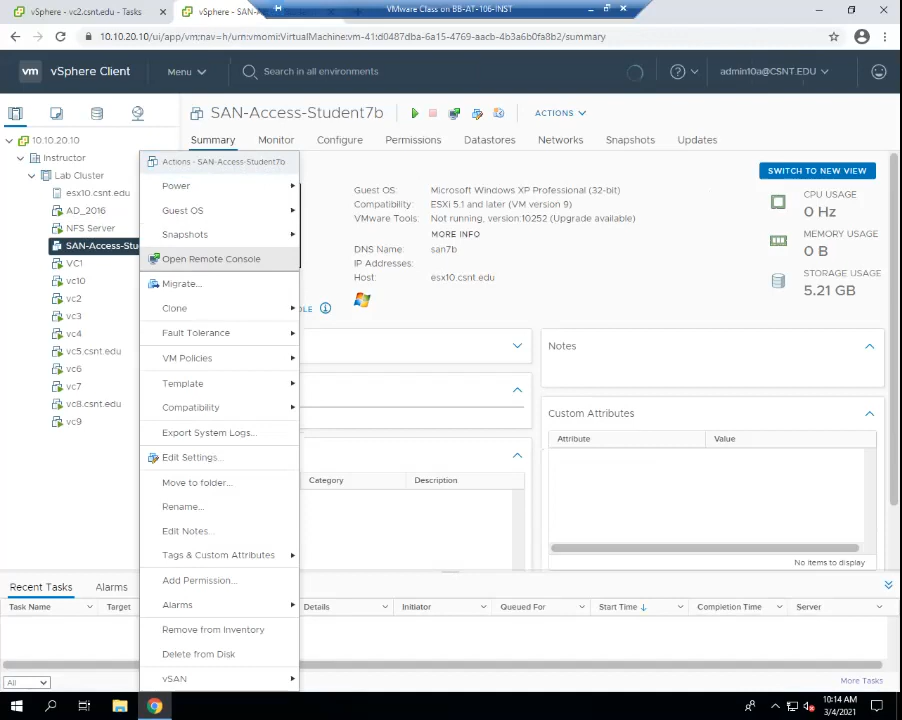 vSphere - vc2.csnt.edu - Tasks
vSphere - SAN-A
VMware Class on BB-AT-106-INST
10.10.20.10/ui/app/vm;nav=h/urn:vmomi:VirtualMachine:vm-41:d0487dba-6a15-4769-aacb-4b3a6b0fa8b2/summary
vm vSphere Client
Menu
Search in all environments
admin10a@CSNT.EDU
SAN-Access-Student7b
ACTIONS
Summary
Monitor
Configure
Permissions
Datastores
Networks
Snapshots
Updates
10.10.20.10
Instructor
Lab Cluster
esx10.csnt.edu
AD_2016
NFS Server
SAN-Access-Stu
VC1
vc10
vc2
vc3
vc4
vc5.csnt.edu
vc6
vc7
vc8.csnt.edu
vc9
Actions - SAN-Access-Student7b
Power
Guest OS
Snapshots
Open Remote Console
Migrate...
Clone
Fault Tolerance
VM Policies
Template
Compatibility
Export System Logs...
Edit Settings...
Move to folder...
Rename...
Edit Notes...
Tags & Custom Attributes
Add Permission...
Alarms
Remove from Inventory
Delete from Disk
vSAN
Guest OS: Microsoft Windows XP Professional (32-bit)
Compatibility: ESXi 5.1 and later (VM version 9)
VMware Tools: Not running, version:10252 (Upgrade available)
MORE INFO
DNS Name: san7b
IP Addresses:
Host: esx10.csnt.edu
SWITCH TO NEW VIEW
CPU USAGE
0 Hz
MEMORY USAGE
0 B
STORAGE USAGE
5.21 GB
Notes
Custom Attributes
Attribute
Value
No items to display
Category
Description
Recent Tasks
Alarms
Task Name
Target
Details
Initiator
Queued For
Start Time
Completion Time
Server
All
More Tasks
10:14 AM
3/4/2021